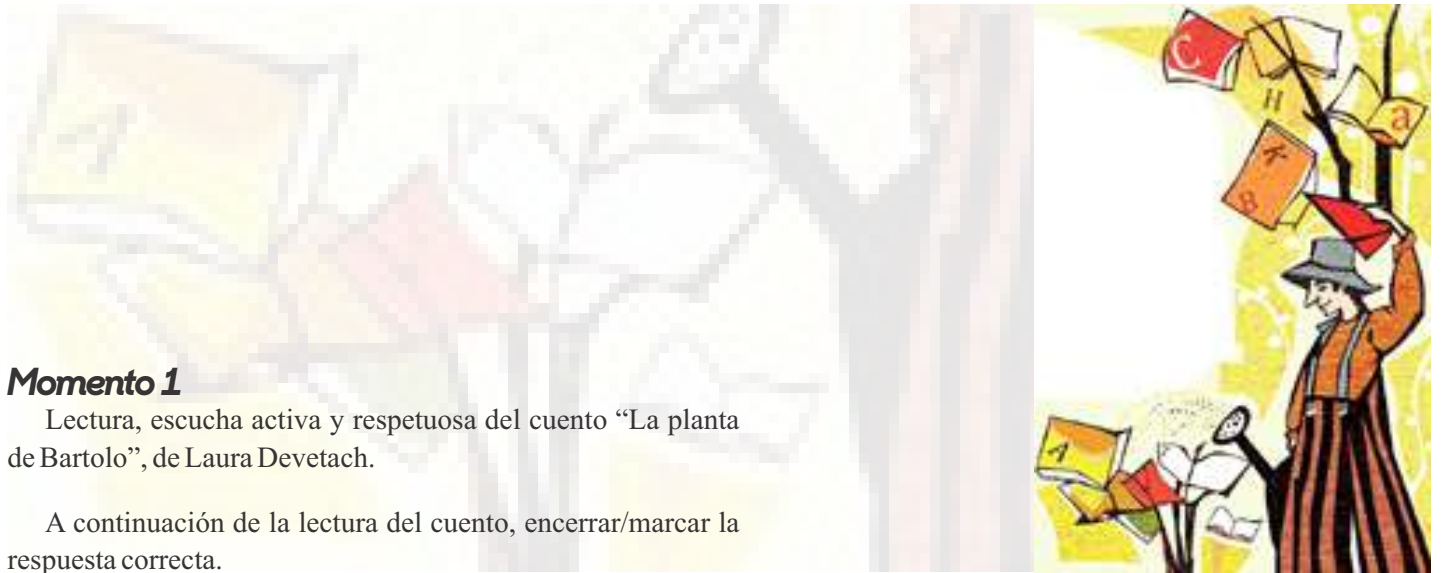 C
H
a
K
B
A
A
Momento 1
Lectura, escucha activa y respetuosa del cuento “La planta
de Bartolo”, de Laura Devetach.
A continuación de la lectura del cuento, encerrar/marcar la
respuesta correcta.